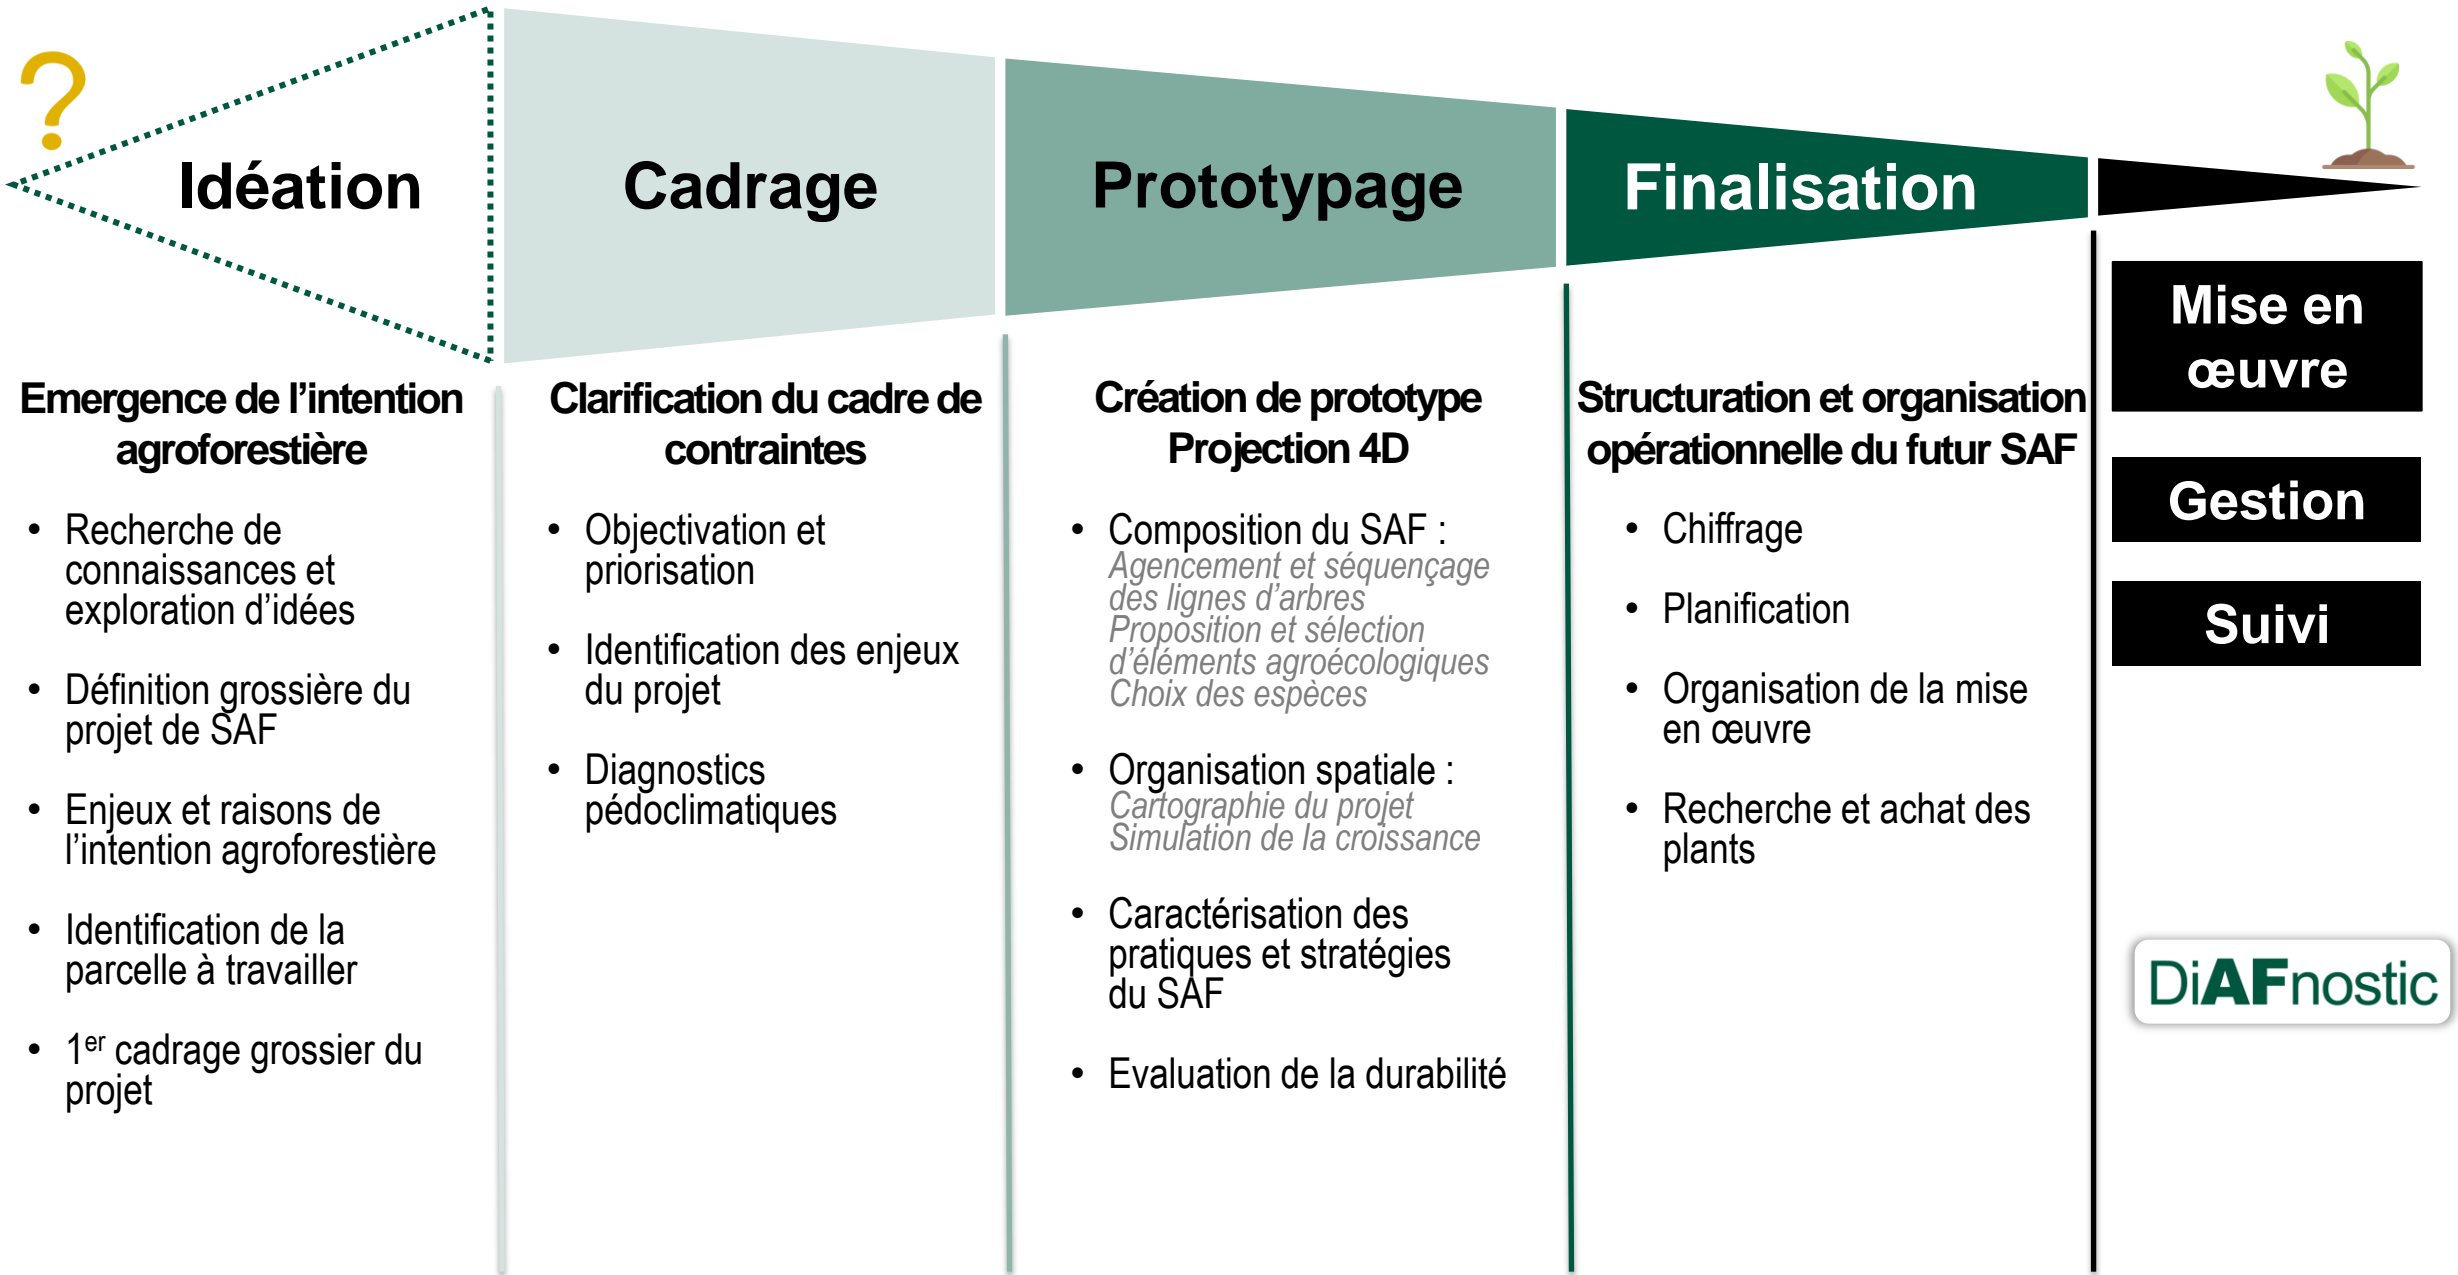 ?
Idéation
Cadrage
Prototypage
Finalisation
Emergence de l’intention
agroforestière
• Recherche de
connaissances et
exploration d’idées
• Définition grossière du
projet de SAF
• Enjeux et raisons de
l’intention agroforestière
• Identification de la
parcelle à travailler
• 1er cadrage grossier du
projet
Clarification du cadre de
contraintes
• Objectivation et
priorisation
• Identification des enjeux
du projet
• Diagnostics
pédoclimatiques
Création de prototype
Projection 4D
• Composition du SAF :
Agencement et séquençage
des lignes d’arbres
Proposition et sélection
d’éléments agroécologiques
Choix des espèces
• Organisation spatiale :
Cartographie du projet
Simulation de la croissance
• Caractérisation des
pratiques et stratégies
du SAF
• Evaluation de la durabilité
Structuration et organisation
opérationnelle du futur SAF
• Chiffrage
• Planification
• Organisation de la mise
en œuvre
• Recherche et achat des
plants
Mise en
œuvre
Gestion
Suivi
DiAFnostic